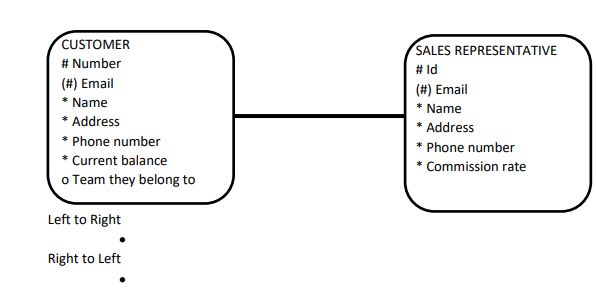 CUSTOMER
# Number
(#) Email
* Name
* Address
* Phone number
* Current balance
o Team they belong to
SALES REPRESENTATIVE
# Id
(#) Email
* Name
* Address
* Phone number
* Commission rate
Left to Right
•
Right to Left
•